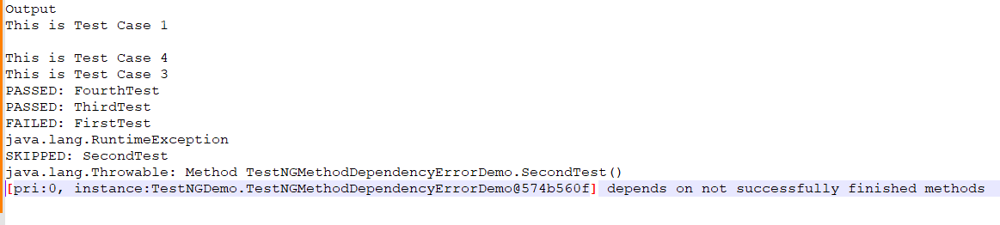 Output
This is Test Case 1
This is Test Case 4
This is Test Case 3
PASSED: FourthTest
PASSED: ThirdTest
FAILED: FirstTest
java.lang.RuntimeException
SKIPPED: SecondTest
java.lang.Throwable: Method TestNGMethodDependencyErrorDemo.SecondTest()
[pri:0, instance:TestNGDemo.TestNGMethodDependencyErrorDemo@574b560f] depends on not successfully finished methods